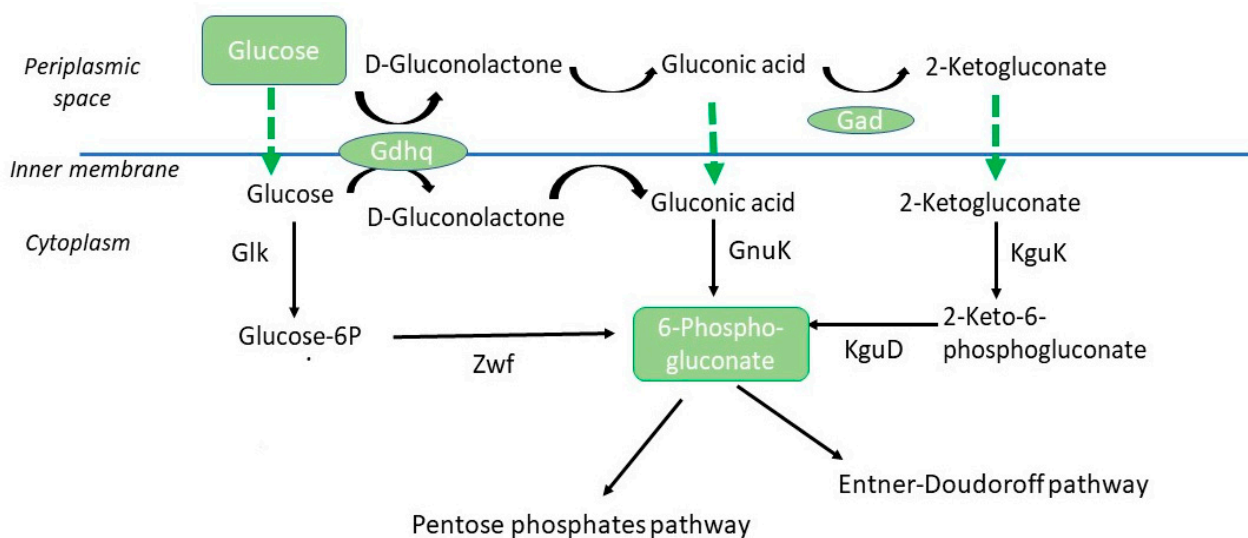 Glucose
Periplasmic
space
D-Gluconolactone
Gluconic acid
2-Ketogluconate
Gad
Gdhq
Inner membrane
Glucose
D-Gluconolactone
Gluconic acid
2-Ketogluconate
Cytoplasm
Glk
GnuK
KguK
Glucose-6P
Zwf
6-Phospho-
gluconate
KguD
2-Keto-6-
phosphogluconate
Entner-Doudoroff pathway
Pentose phosphates pathway